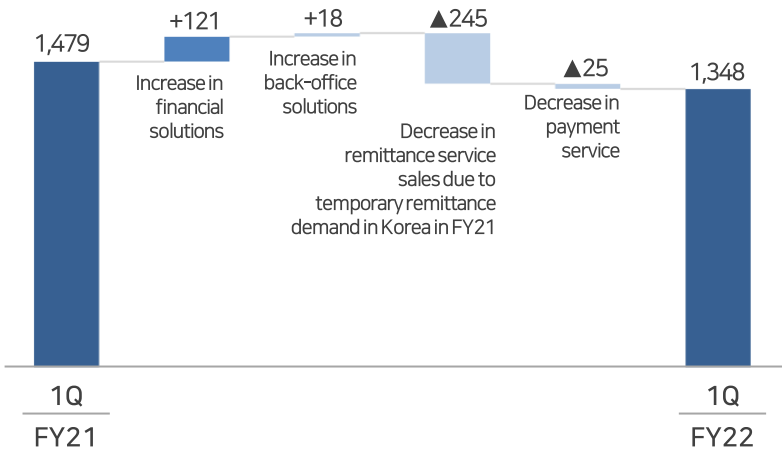 1,479
+121
Increase in
financial
solutions
+18
Increase in
back-office
solutions
▲245
Decrease in
remittance service
sales due to
temporary remittance
demand in Korea in FY21
▲25
Decrease in
payment
service
1,348
1Q
FY21
1Q
FY22